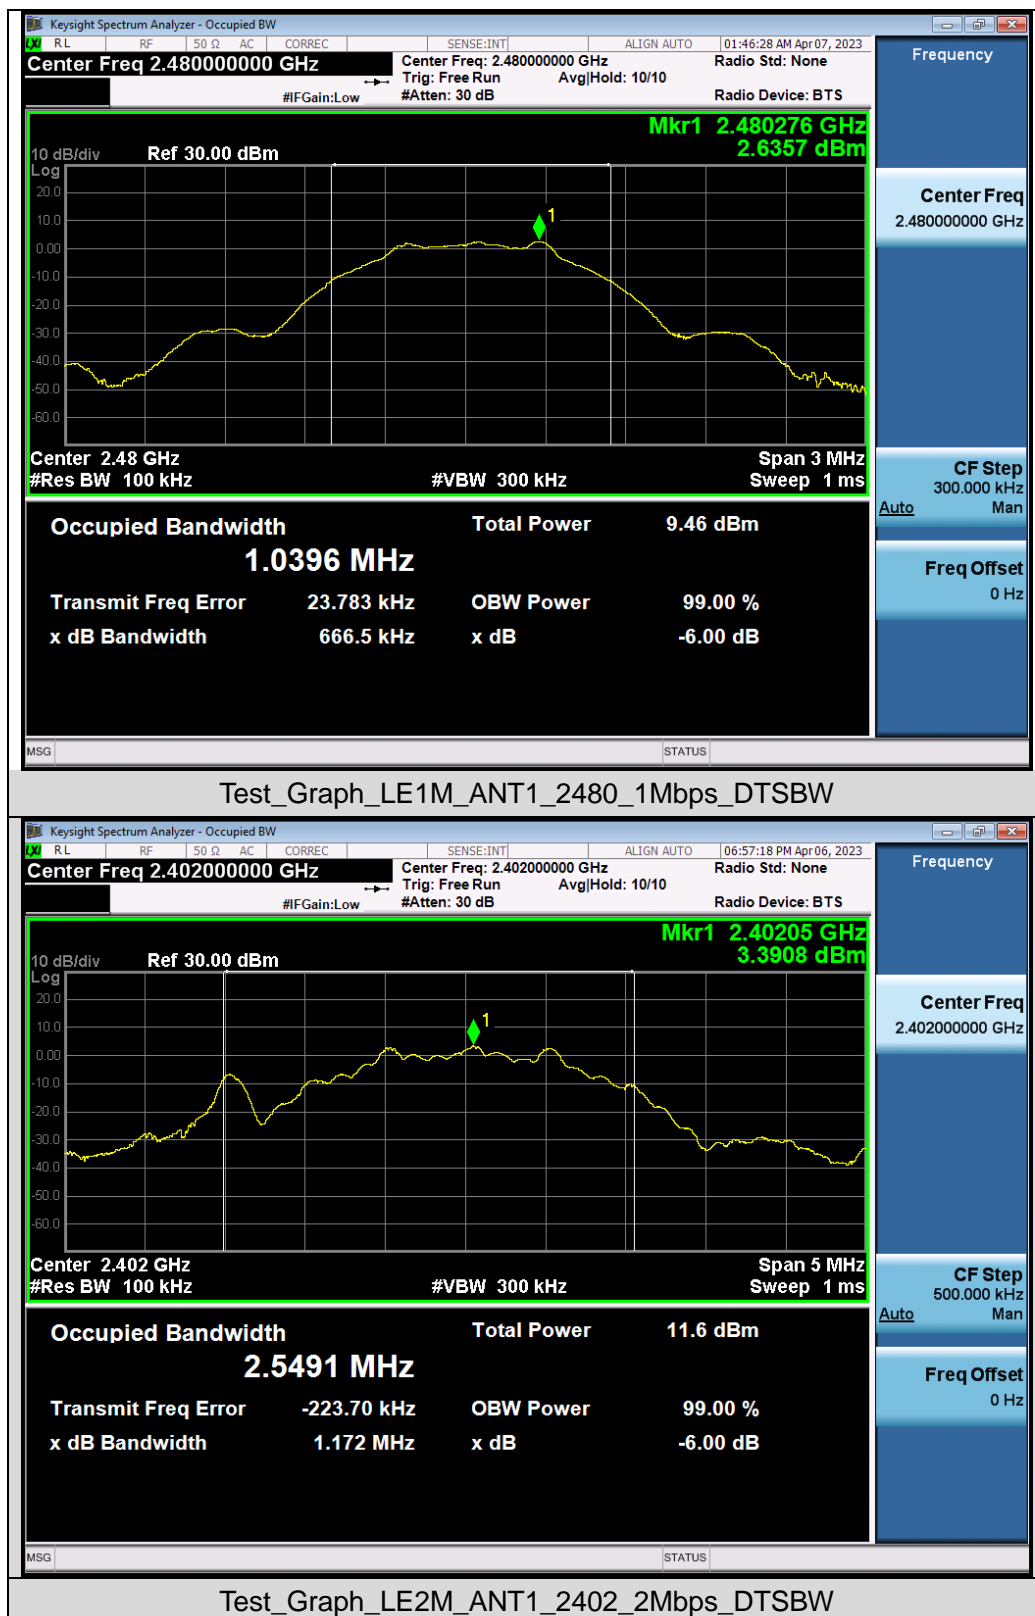 Keysight Spectrum Analyzer - Occupied BW
LXI RL RF 50 Ω AC CORREC SENSE:INT ALIGN AUTO 01:46:28 AM Apr 07, 2023
Center Freq 2.480000000 GHz Center Freq: 2.480000000 GHz Radio Std: None
Trig: Free Run Avg|Hold: 10/10
#IFGain:Low #Atten: 30 dB Radio Device: BTS
Frequency
Mkr1 2.480276 GHz
10 dB/div Ref 30.00 dBm 2.6357 dBm
Log
20.0
10.0
0.00
-10.0
-20.0
-30.0
-40.0
-50.0
-60.0
1
Center Freq
2.480000000 GHz
Center 2.48 GHz Span 3 MHz
#Res BW 100 kHz #VBW 300 kHz Sweep 1 ms
CF Step
300.000 kHz
Auto Man
Occupied Bandwidth Total Power 9.46 dBm
1.0396 MHz
Freq Offset
0 Hz
Transmit Freq Error 23.783 kHz OBW Power 99.00 %
x dB Bandwidth 666.5 kHz x dB -6.00 dB
MSG STATUS
Test_Graph_LE1M_ANT1_2480_1Mbps_DTSBW
Keysight Spectrum Analyzer - Occupied BW
LXI RL RF 50 Ω AC CORREC SENSE:INT ALIGN AUTO 06:57:18 PM Apr 06, 2023
Center Freq 2.402000000 GHz Center Freq: 2.402000000 GHz Radio Std: None
Trig: Free Run Avg|Hold: 10/10
#IFGain:Low #Atten: 30 dB Radio Device: BTS
Frequency
Mkr1 2.40205 GHz
10 dB/div Ref 30.00 dBm 3.3908 dBm
Log
20.0
10.0
0.00
-10.0
-20.0
-30.0
-40.0
-50.0
-60.0
1
Center Freq
2.402000000 GHz
Center 2.402 GHz Span 5 MHz
#Res BW 100 kHz #VBW 300 kHz Sweep 1 ms
CF Step
500.000 kHz
Auto Man
Occupied Bandwidth Total Power 11.6 dBm
2.5491 MHz
Freq Offset
0 Hz
Transmit Freq Error -223.70 kHz OBW Power 99.00 %
x dB Bandwidth 1.172 MHz x dB -6.00 dB
MSG STATUS
Test_Graph_LE2M_ANT1_2402_2Mbps_DTSBW